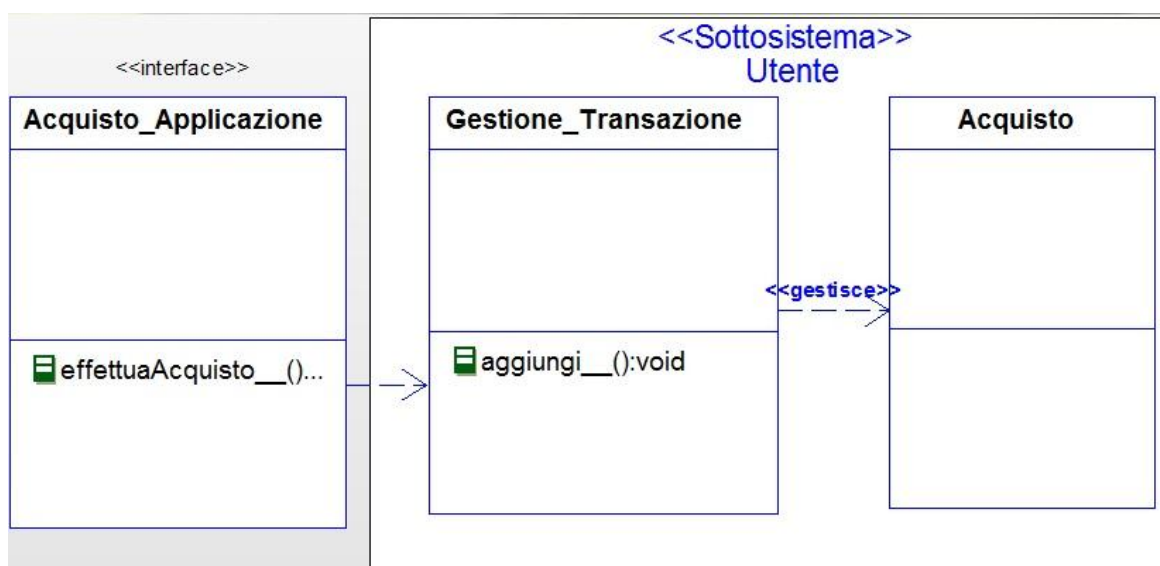 <<Sottosistema>>
Utente
<<interface>>
Acquisto_Applicazione
Gestione_Transazione
Acquisto
<<gestisce>>
effettuaAcquisto__()...
aggiungi__():void